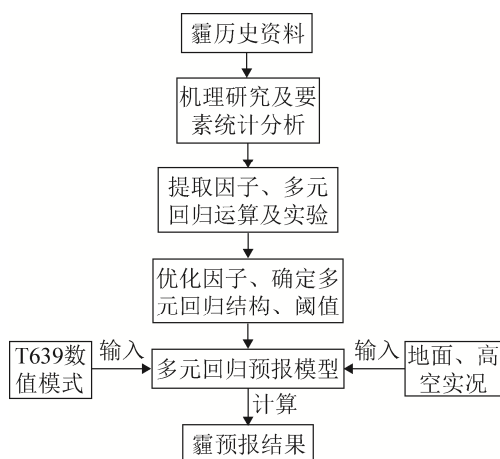 霾历史资料
机理研究及要
素统计分析
提取因子、多元
回归运算及实验
优化因子、确定多
元回归结构、阈值
T639数
值模式
输入
多元回归预报模型
输入
地面、高
空实况
计算
霾预报结果